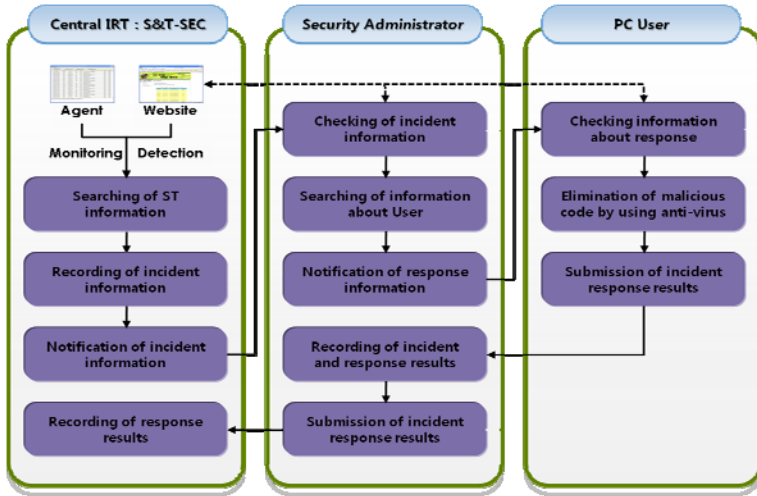 Central IRT : S&T-SEC
Agent
Website
Monitoring
Detection
Searching of ST
information
Recording of incident
information
Notification of incident
information
Recording of response
results
Security Administrator
Checking of incident
information
Searching of information
about User
Notification of response
information
Recording of incident
and response results
Submission of incident
response results
PC User
Checking information
about response
Elimination of malicious
code by using anti-virus
Submission of incident
response results